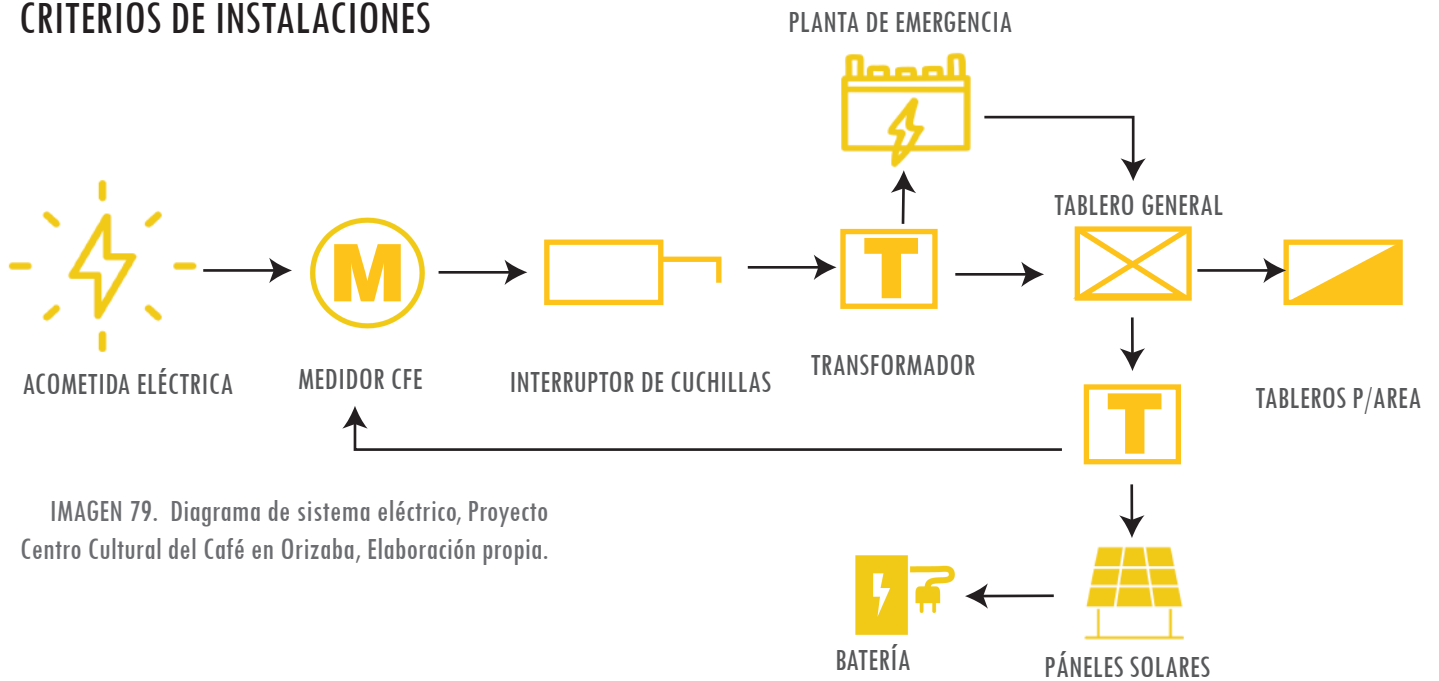 CRITERIOS DE INSTALACIONES
PLANTA DE EMERGENCIA
TABLERO GENERAL
M
T
ACOMETIDA ELÉCTRICA
MEDIDOR CFE
INTERRUPTOR DE CUCHILLAS
TRANSFORMADOR
TABLEROS P/AREA
T
IMAGEN 79. Diagrama de sistema eléctrico, Proyecto
Centro Cultural del Café en Orizaba, Elaboración propia.
BATERÍA
PÁNELES SOLARES